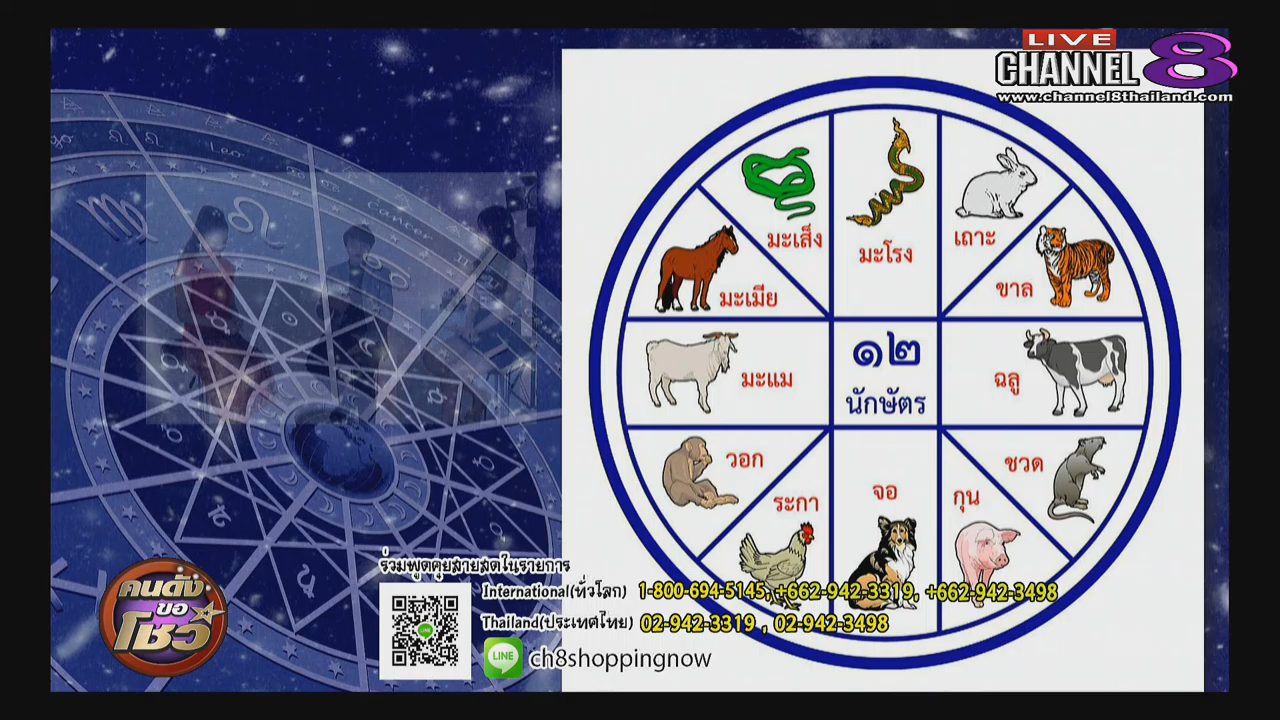 LIVE
CHANNEL 8
www.channel8thailand.com
Leo
cancer
มะเส็ง
มะโรง
เถาะ
มะเมีย
ขาล
มะแม
๑๒
นักษัตร
ฉลู
วอก
ชวด
ระกา
จอ
กุน
คนดัง
ขอ
โชว์
ร่วมพูดคุยสายสดในรายการ
International(ทั่วโลก) 1-800-694-5145, +662-942-3319, +662-942-3498
Thailand(ประเทศไทย) 02-942-3319 , 02-942-3498
LINE
LINE ch8shoppingnow